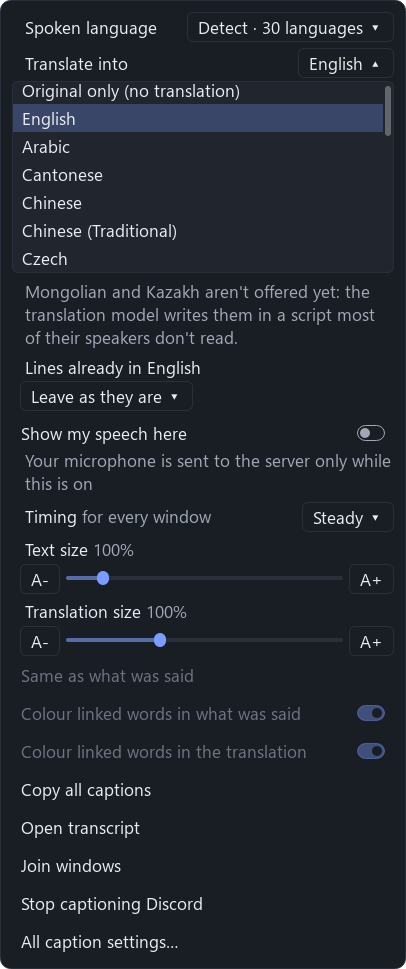 Spoken language
Detect · 30 languages ▼
Translate into
English ▲
Original only (no translation)
English
Arabic
Cantonese
Chinese
Chinese (Traditional)
Czech
Mongolian and Kazakh aren't offered yet: the
translation model writes them in a script most
of their speakers don't read.
Lines already in English
Leave as they are ▼
Show my speech here
Your microphone is sent to the server only while
this is on
Timing for every window
Steady ▼
Text size 100%
A-
A+
Translation size 100%
A-
A+
Same as what was said
Colour linked words in what was said
Colour linked words in the translation
Copy all captions
Open transcript
Join windows
Stop captioning Discord
All caption settings...